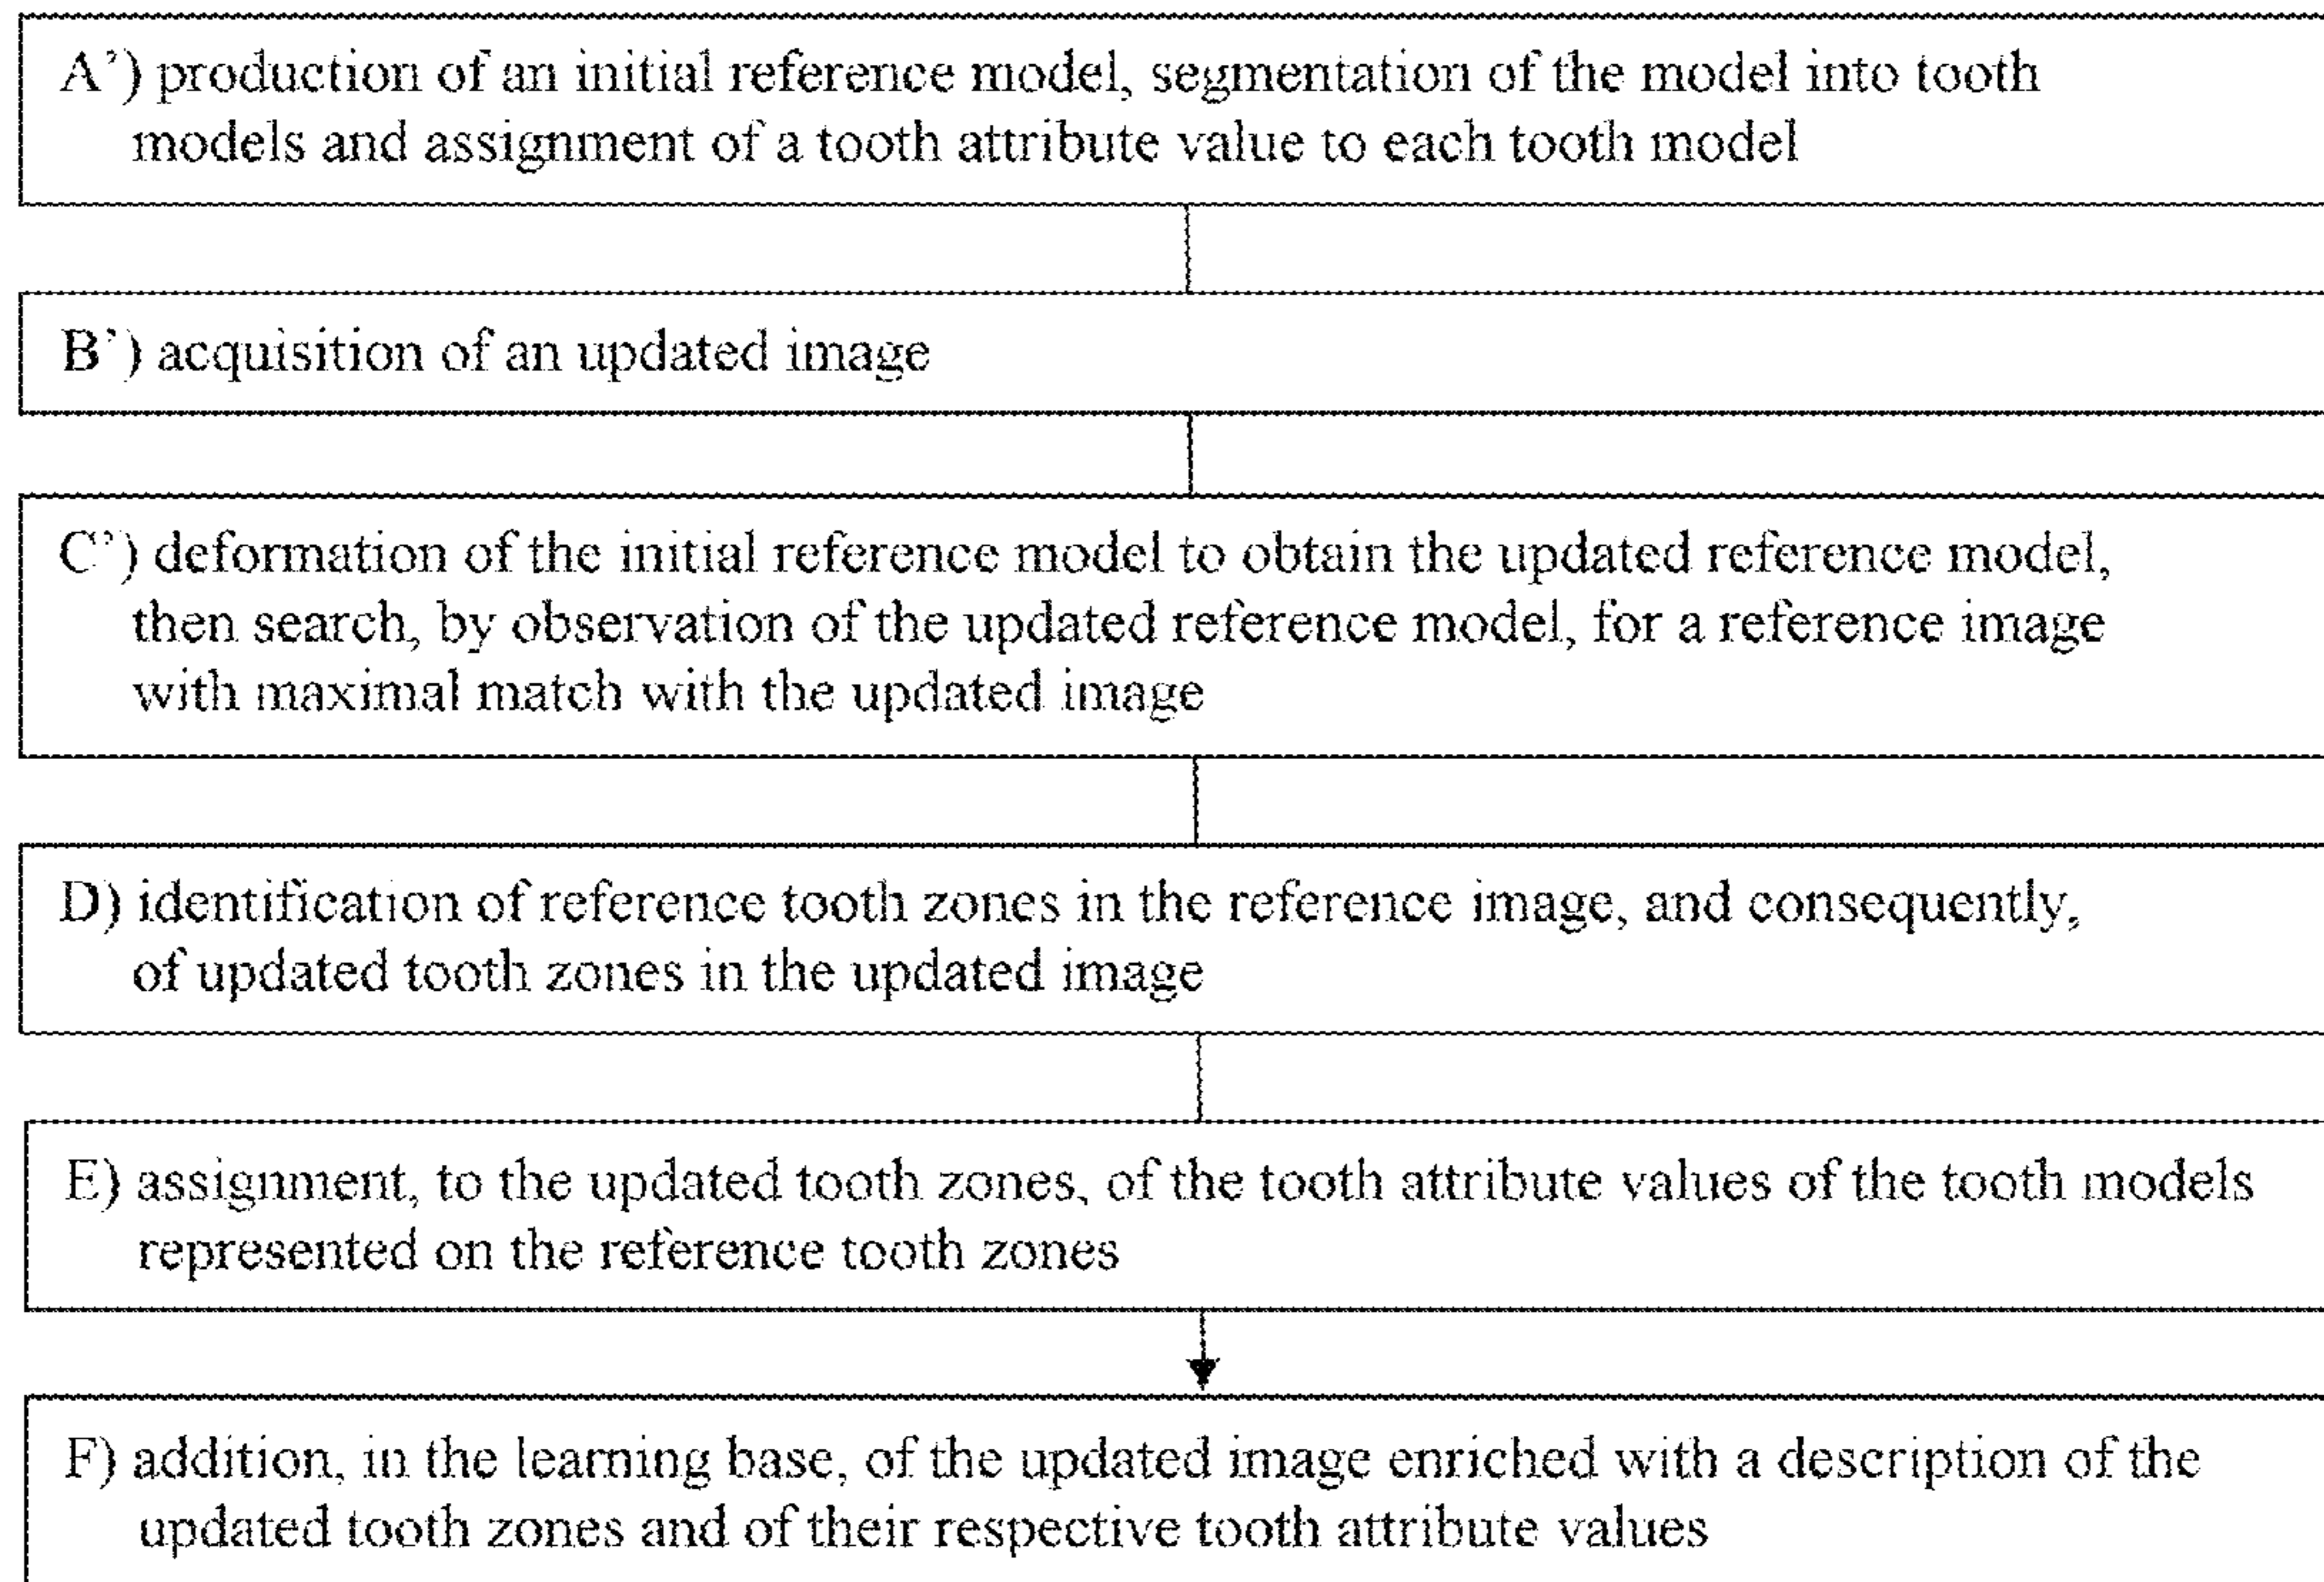 A’) production of an initial reference model, segmentation of the model into tooth
models and assignment of a tooth attribute value to each tooth model
B’) acquisition of an updated image
C’) deformation of the initial reference model to obtain the updated reference model,
then search, by observation of the updated reference model, for a reference image
with maximal match with the updated image
D) identification of reference tooth zones in the reference image, and consequently,
of updated tooth zones in the updated image
E) assignment, to the updated tooth zones, of the tooth attribute values of the tooth models
represented on the reference tooth zones
F) addition, in the learning base, of the updated image enriched with a description of the
updated tooth zones and of their respective tooth attribute values